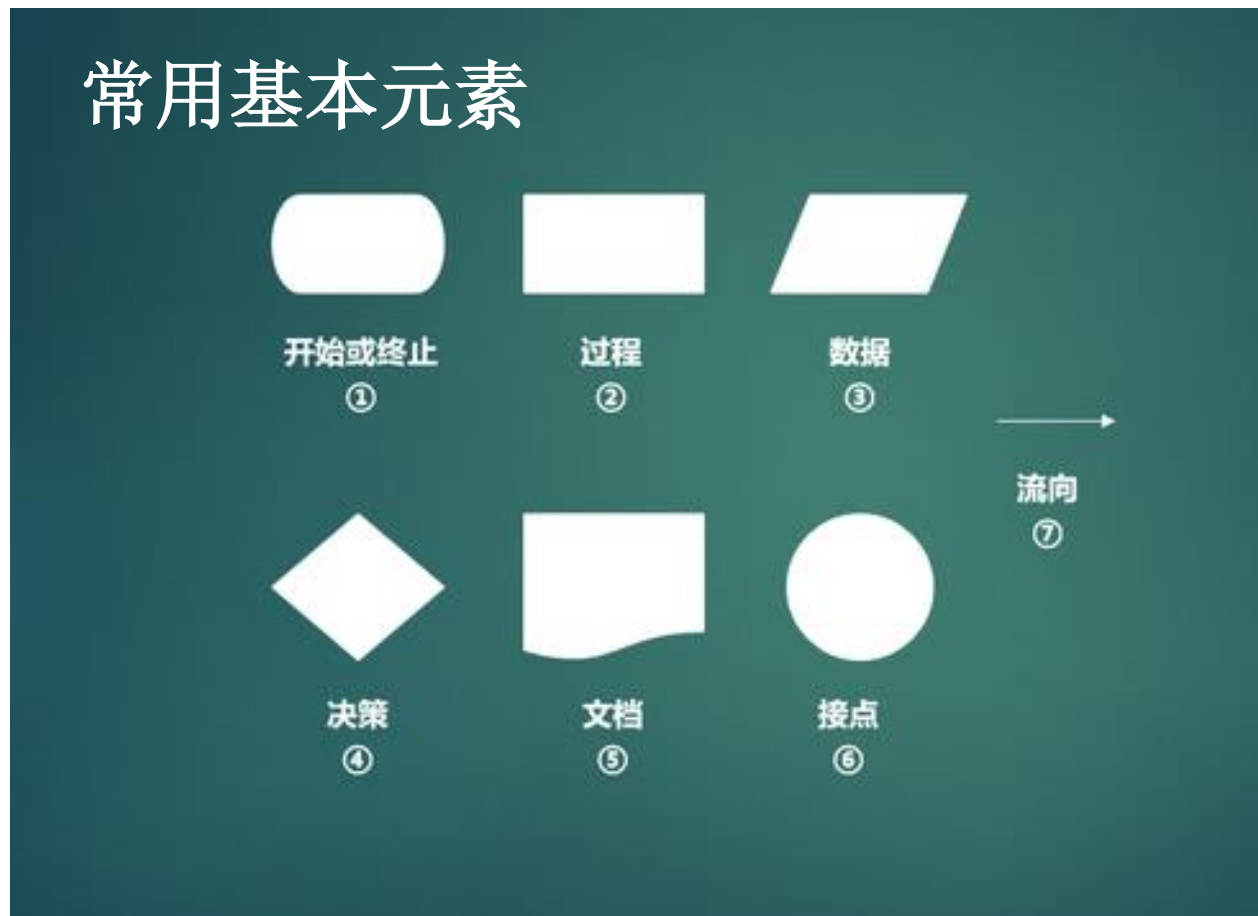 常用基本元素
开始或终止
①
过程
②
数据
③
流向
⑦
决策
④
文档
⑤
接点
⑥